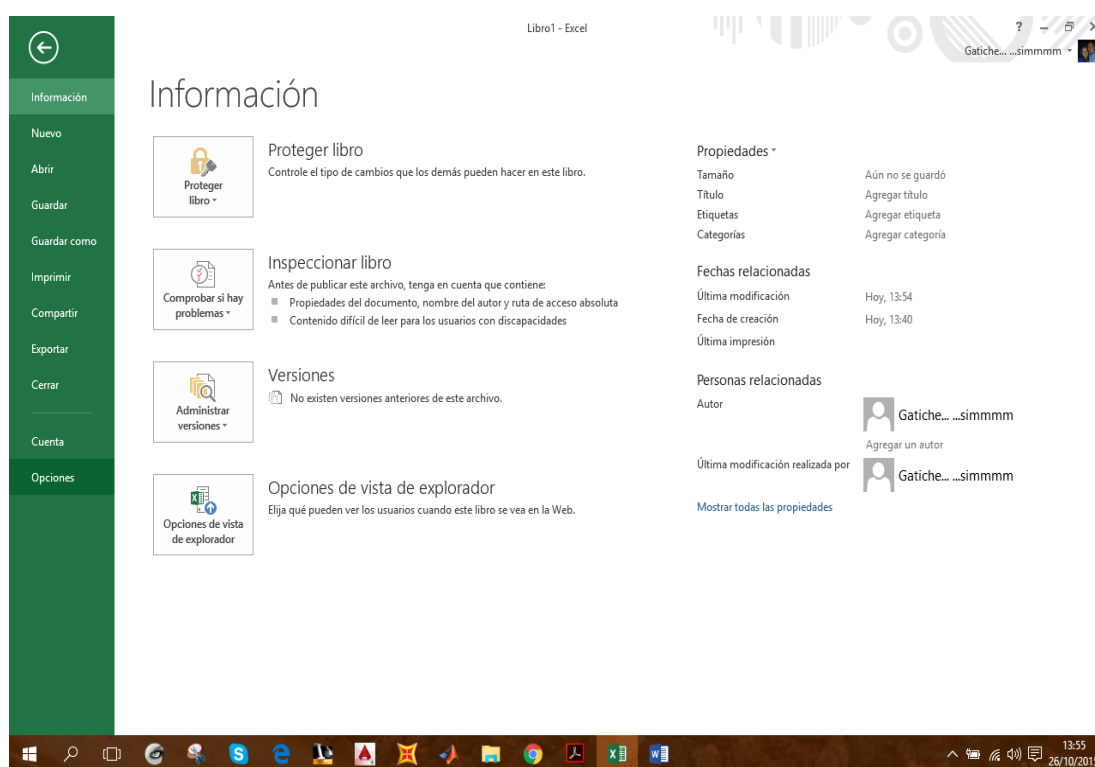 Libro1 - Excel
?
Gatiche... ...simmmm
Información
Nuevo
Abrir
Guardar
Guardar como
Imprimir
Compartir
Exportar
Cerrar
Cuenta
Opciones
Información
Proteger libro
Proteger libro
Controle el tipo de cambios que los demás pueden hacer en este libro.
Comprobar si hay
problemas
Inspeccionar libro
Antes de publicar este archivo, tenga en cuenta que contiene:
Propiedades del documento, nombre del autor y ruta de acceso absoluta
Contenido difícil de leer para los usuarios con discapacidades
Administrar
versiones
Versiones
No existen versiones anteriores de este archivo.
Opciones de vista
de explorador
Opciones de vista de explorador
Elija qué pueden ver los usuarios cuando este libro se vea en la Web.
Propiedades
Tamaño Aún no se guardó
Título Agregar título
Etiquetas Agregar etiqueta
Categorías Agregar categoría
Fechas relacionadas
Última modificación Hoy, 13:54
Fecha de creación Hoy, 13:40
Última impresión
Personas relacionadas
Autor Gatiche... ...simmmm
Agregar un autor
Última modificación realizada por Gatiche... ...simmmm
Mostrar todas las propiedades
13:55
26/10/201